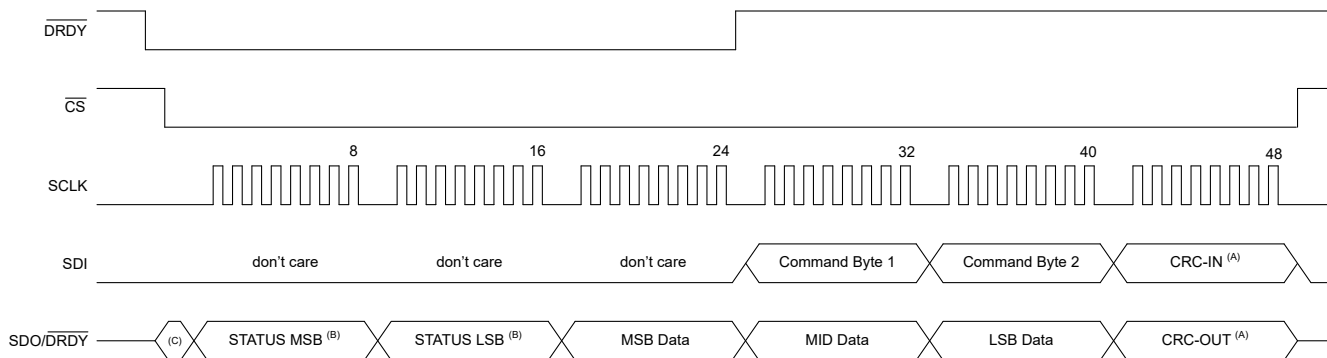 DRDY
CS
8 16 24 32 40 48
SCLK
SDI don't care don't care don't care Command Byte 1 Command Byte 2 CRC-IN (A)
SDO/DRDY (C) STATUS MSB (B) STATUS LSB (B) MSB Data MID Data LSB Data CRC-OUT (A)